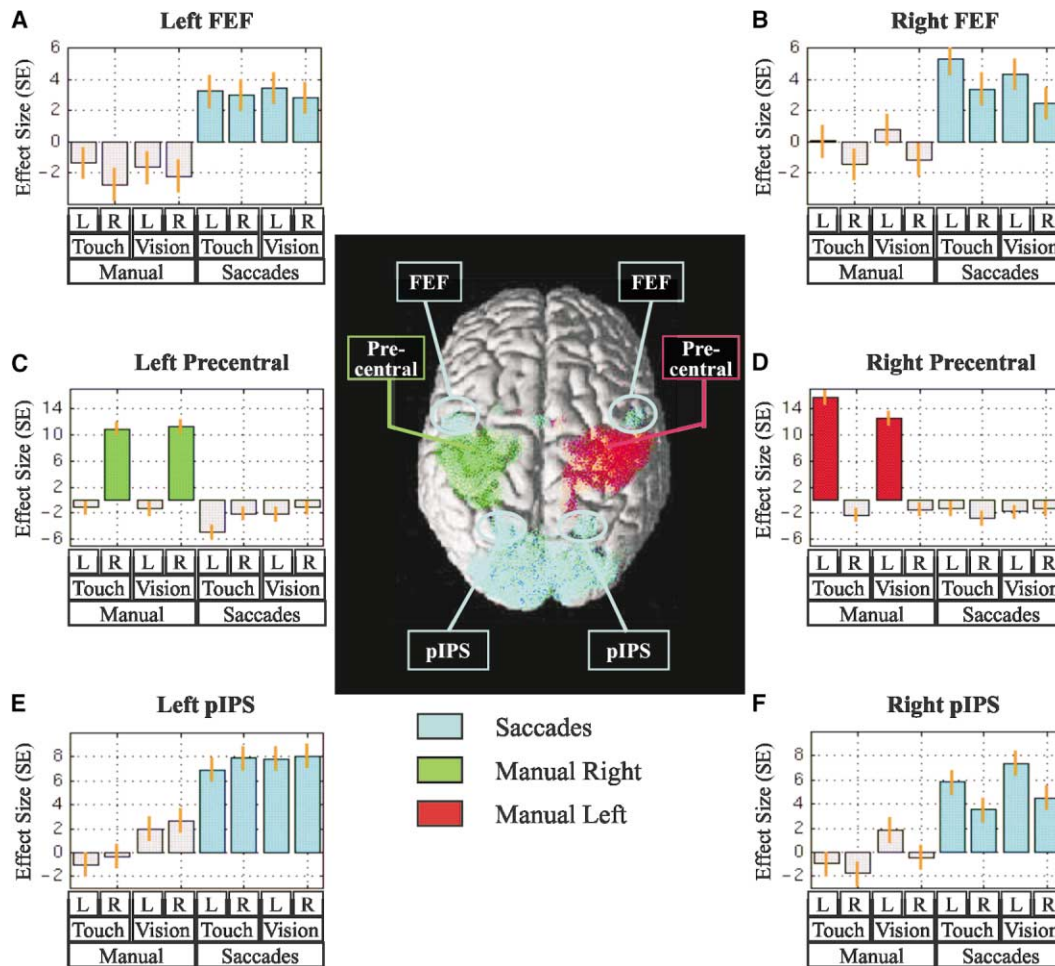 A
Left FEF
Effect Size (SE)
6
4
2
0
-2
L R L R L R L R
Touch Vision Touch Vision
Manual Saccades
B
Right FEF
Effect Size (SE)
6
4
2
0
-2
L R L R L R L R
Touch Vision Touch Vision
Manual Saccades
FEF
FEF
Pre-
central
Pre-
central
pIPS
pIPS
C
Left Precentral
Effect Size (SE)
14
10
6
2
-2
-6
L R L R L R L R
Touch Vision Touch Vision
Manual Saccades
D
Right Precentral
Effect Size (SE)
14
10
6
2
-2
-6
L R L R L R L R
Touch Vision Touch Vision
Manual Saccades
E
Left pIPS
Effect Size (SE)
8
6
4
2
0
-2
L R L R L R L R
Touch Vision Touch Vision
Manual Saccades
Saccades
Manual Right
Manual Left
F
Right pIPS
Effect Size (SE)
8
6
4
2
0
-2
L R L R L R L R
Touch Vision Touch Vision
Manual Saccades